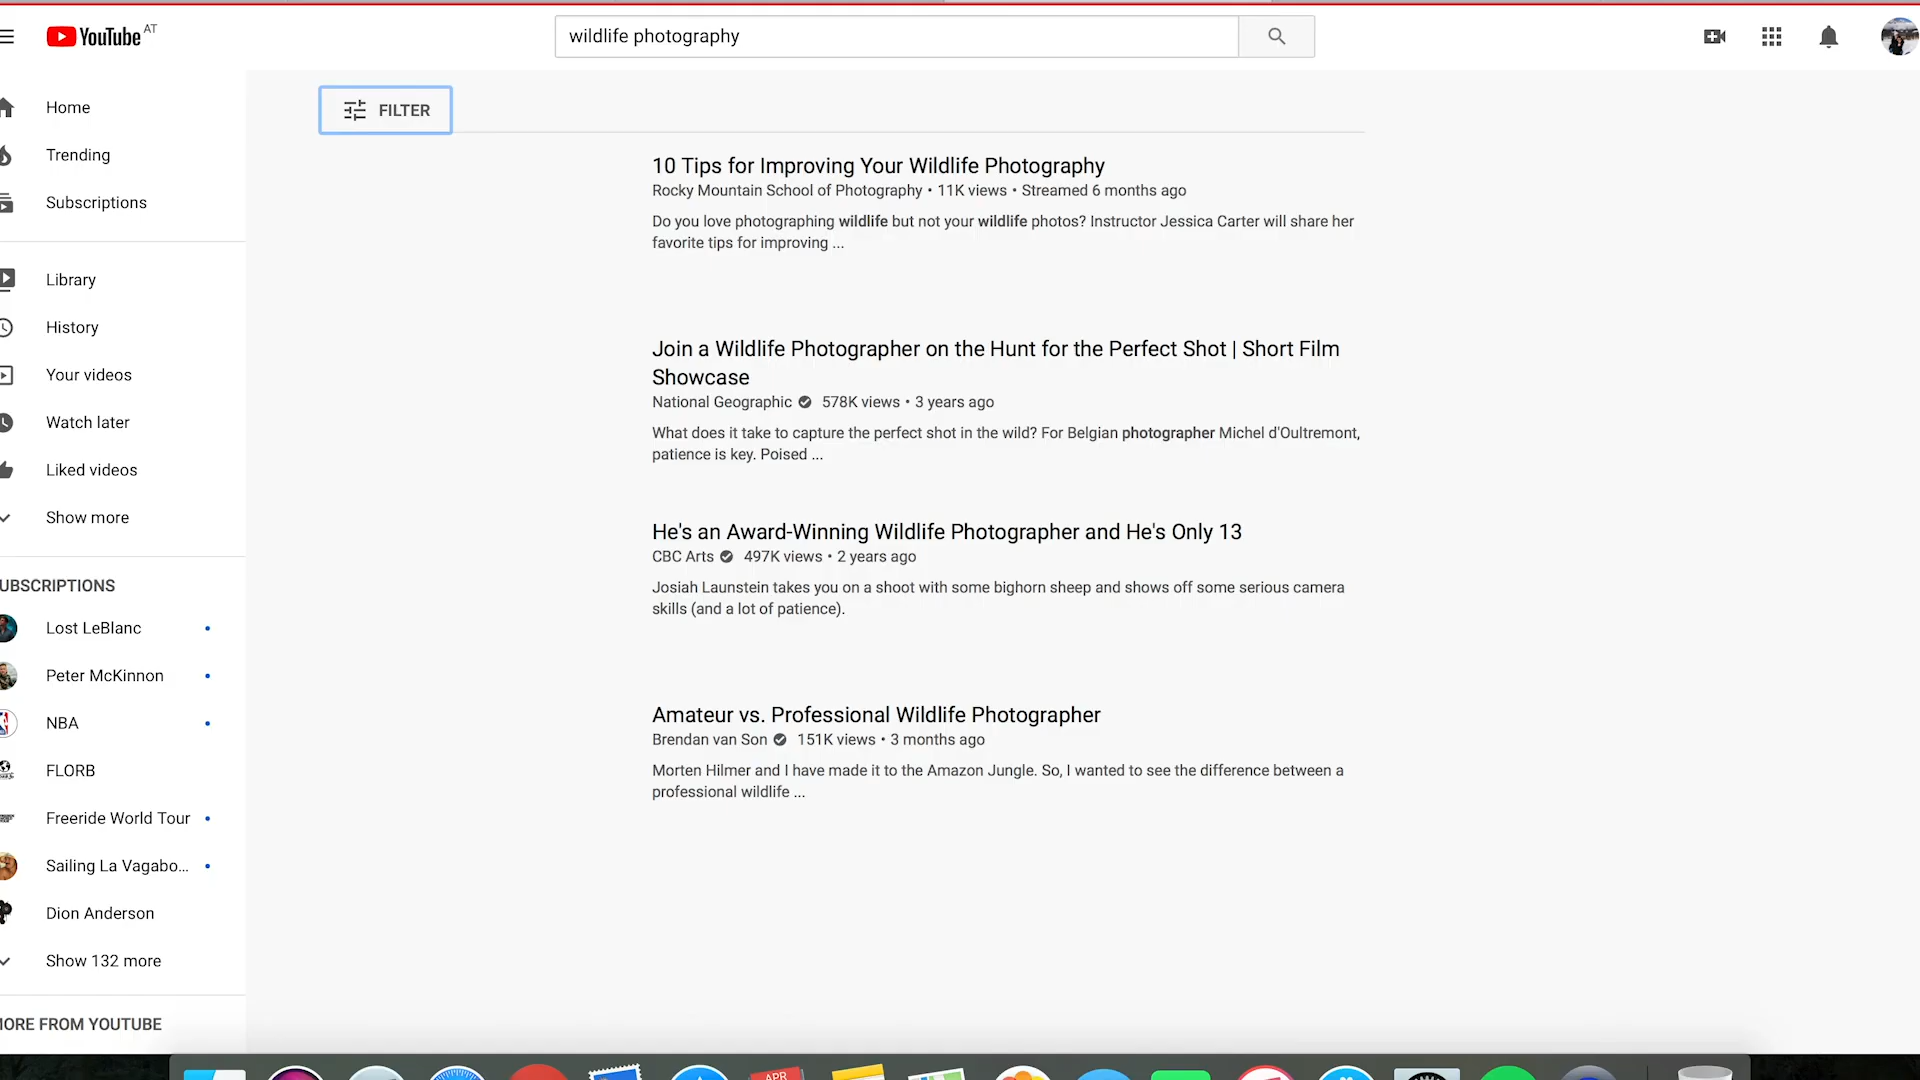 YouTube AT
wildlife photography
Home
Trending
Subscriptions
Library
History
Your videos
Watch later
Liked videos
Show more
UBSCRIPTIONS
Lost LeBlanc
Peter McKinnon
NBA
FLORB
Freeride World Tour
Sailing La Vagabo...
Dion Anderson
Show 132 more
MORE FROM YOUTUBE
FILTER
10 Tips for Improving Your Wildlife Photography
Rocky Mountain School of Photography • 11K views • Streamed 6 months ago
Do you love photographing wildlife but not your wildlife photos? Instructor Jessica Carter will share her
favorite tips for improving ...
Join a Wildlife Photographer on the Hunt for the Perfect Shot | Short Film
Showcase
National Geographic 578K views • 3 years ago
What does it take to capture the perfect shot in the wild? For Belgian photographer Michel d'Oultremont,
patience is key. Poised ...
He's an Award-Winning Wildlife Photographer and He's Only 13
CBC Arts 497K views • 2 years ago
Josiah Launstein takes you on a shoot with some bighorn sheep and shows off some serious camera
skills (and a lot of patience).
Amateur vs. Professional Wildlife Photographer
Brendan van Son 151K views • 3 months ago
Morten Hilmer and I have made it to the Amazon Jungle. So, I wanted to see the difference between a
professional wildlife ...
APR